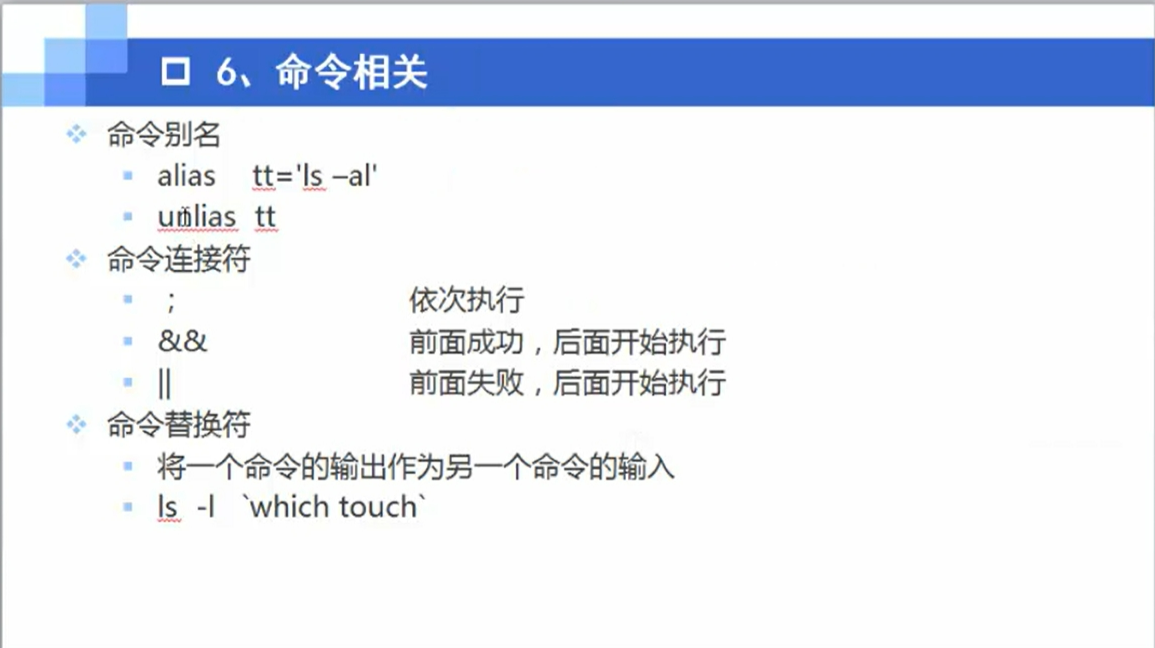 6、命令相关
命令别名
alias tt='ls –al'
unalias tt
命令连接符
; 依次执行
&& 前面成功，后面开始执行
|| 前面失败，后面开始执行
命令替换符
将一个命令的输出作为另一个命令的输入
ls -l `which touch`